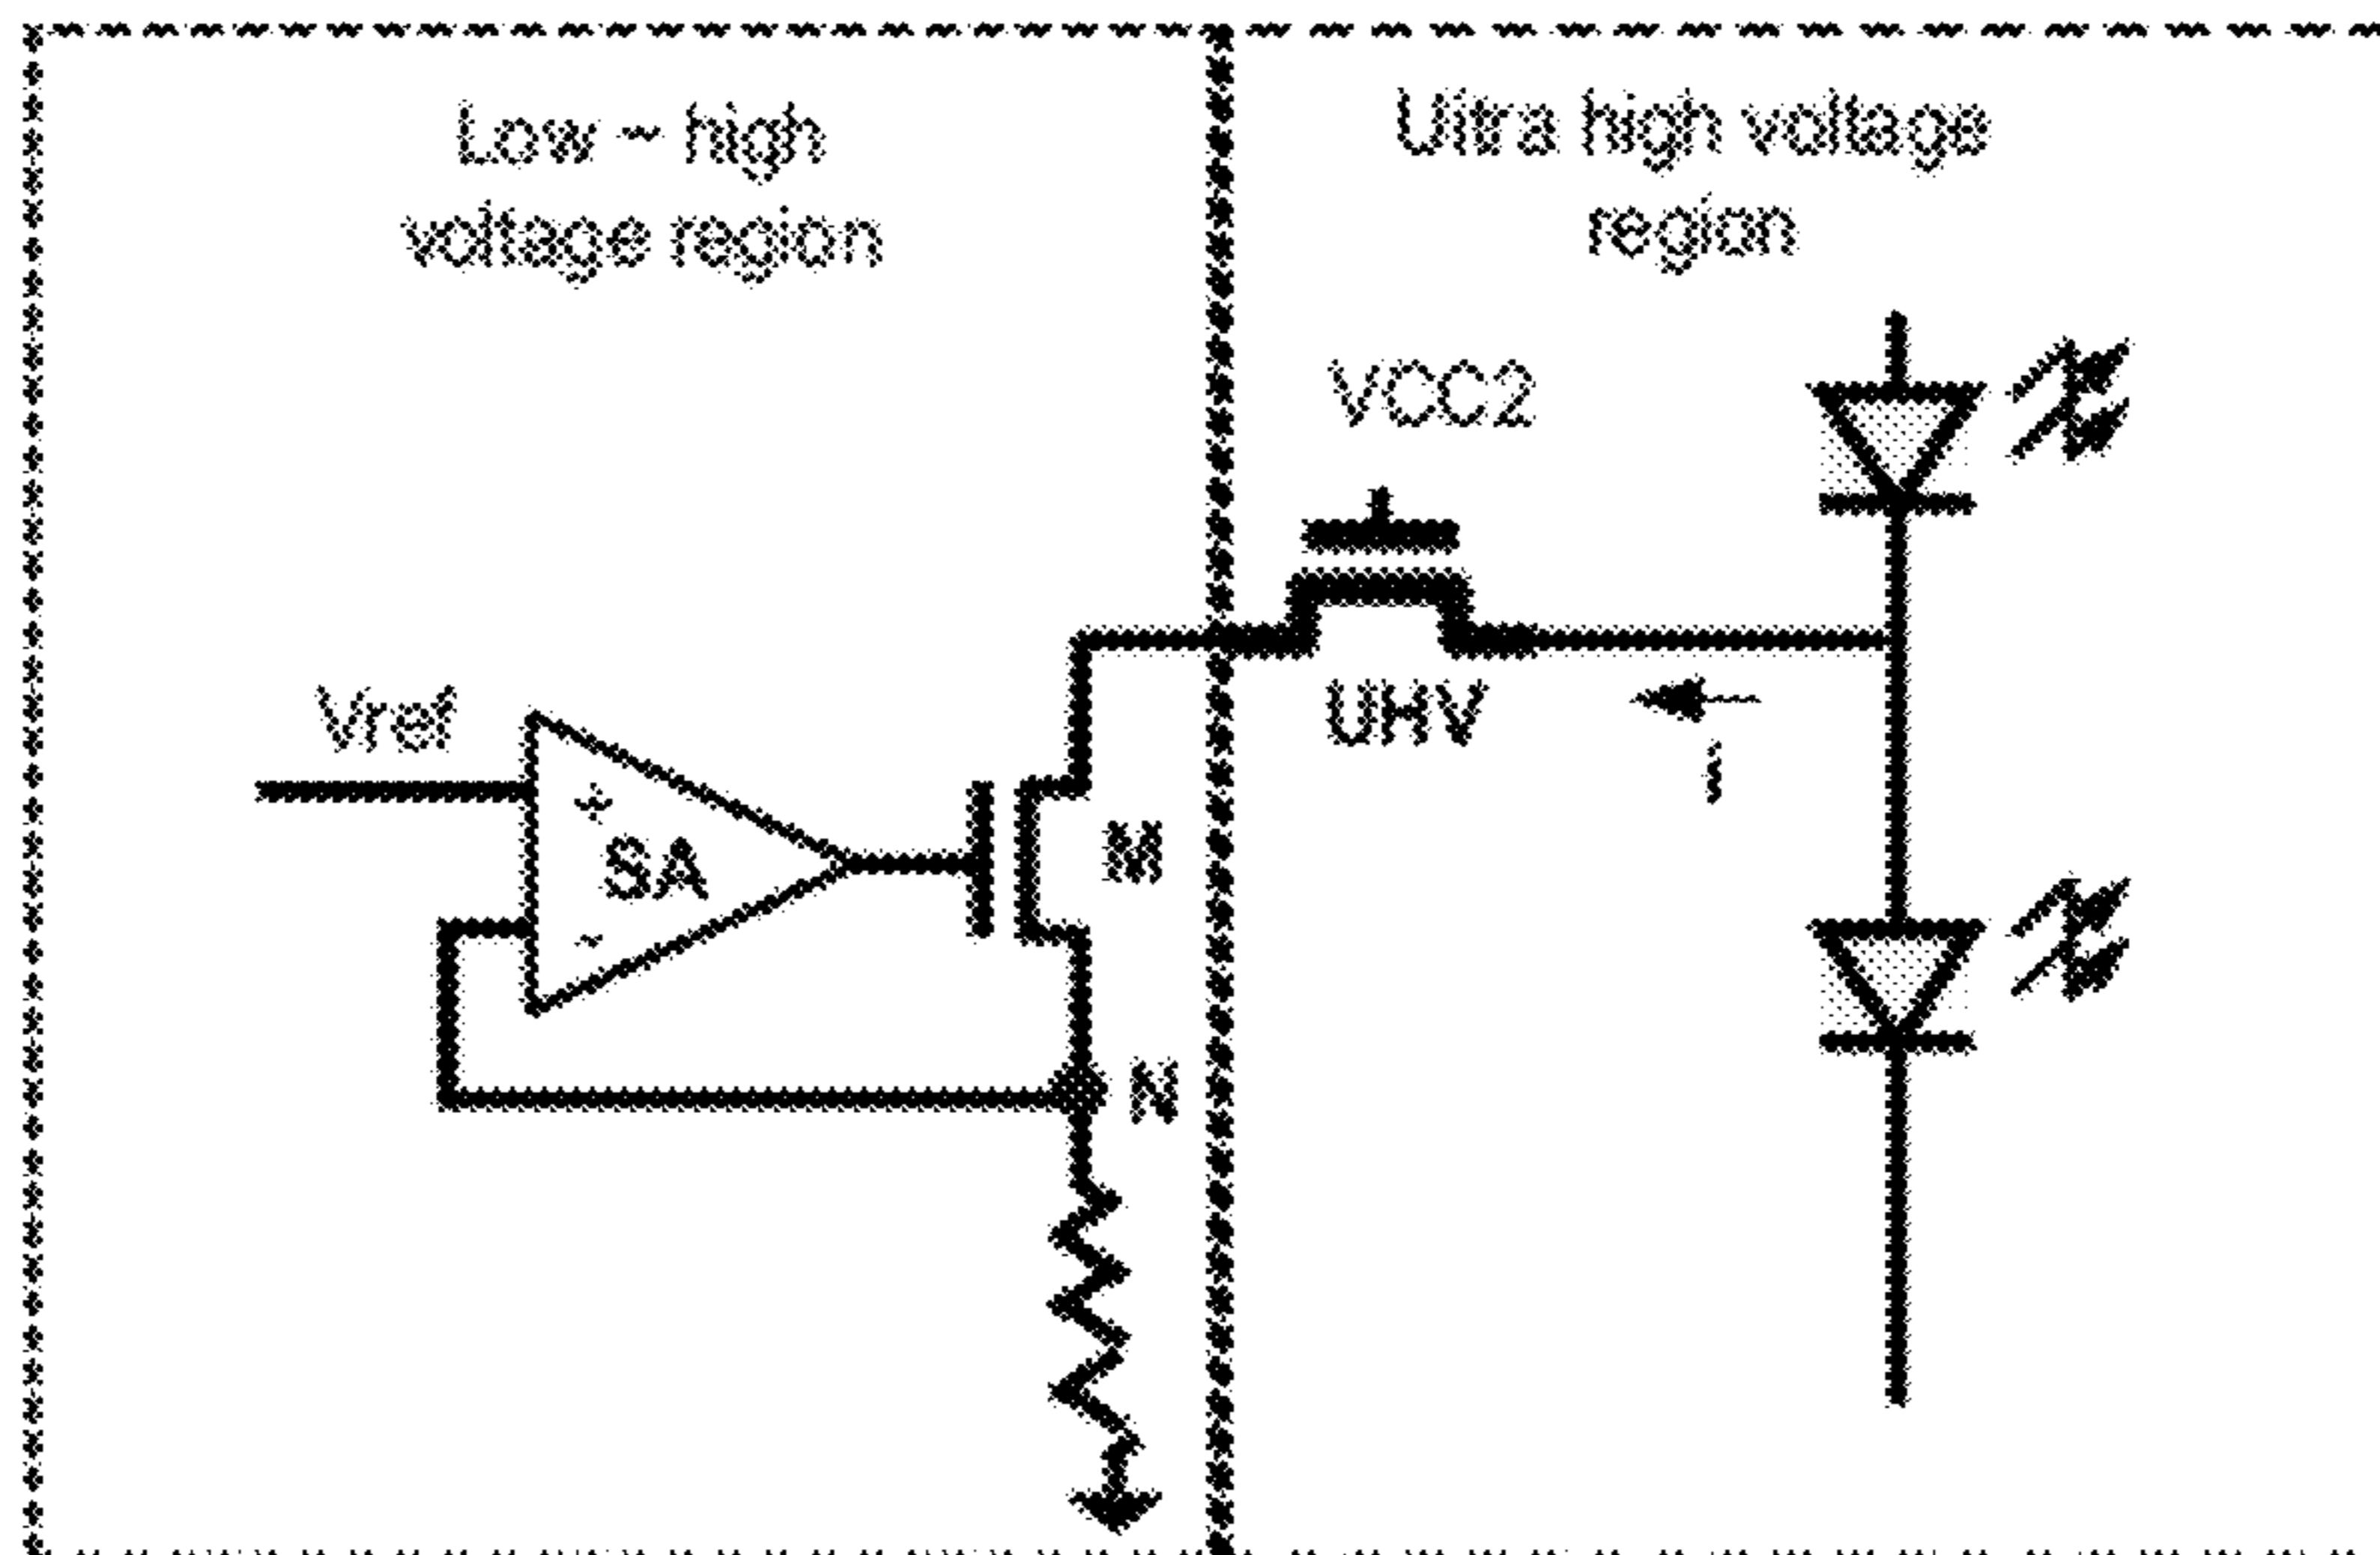 Low ~ high
voltage region
Ultra high voltage
region
VCC2
UHV
I
Vref
+
SA
-
M
N